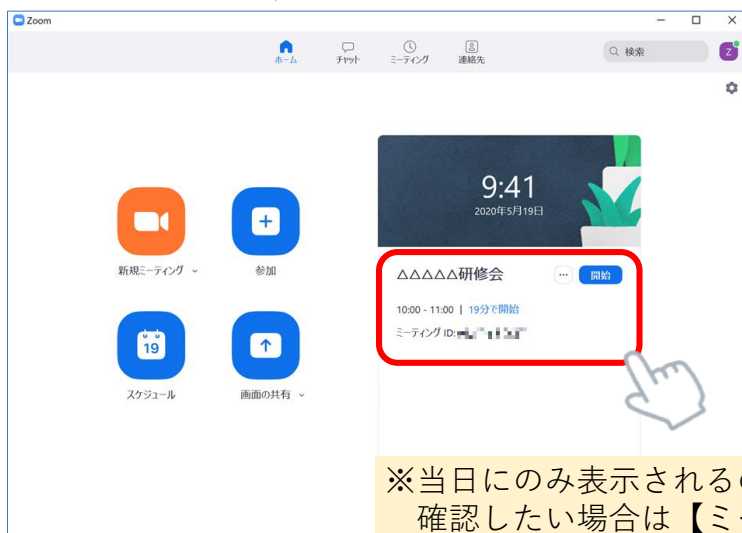 Zoom
ホーム
チャット
ミーティング
連絡先
検索
Z
9:41
2020年5月19日
新規ミーティング
参加
△△△△△研修会
開始
10:00 - 11:00 | 19分で開始
ミーティング ID:
19
スケジュール
画面の共有
※当日にのみ表示される
確認したい場合は【ミ